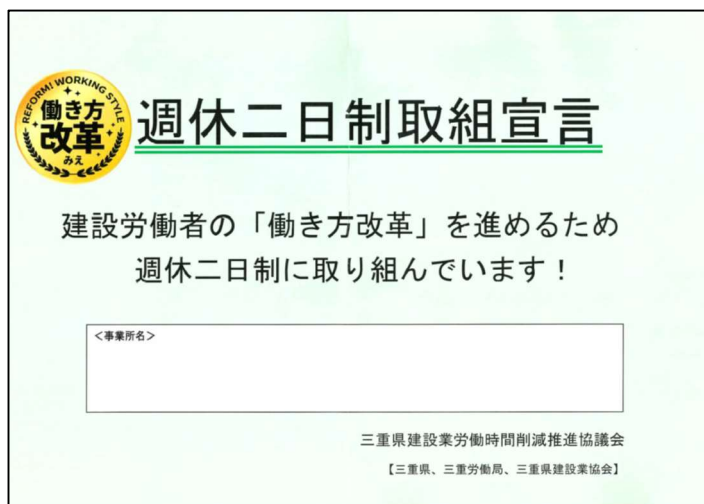 REFORM! WORKING STYLE
働き方
改革
みえ
週休二日制取組宣言
建設労働者の「働き方改革」を進めるため
週休二日制に取り組んでいます！
＜事業所名＞
三重県建設業労働時間削減推進協議会
【三重県、三重労働局、三重県建設業協会】